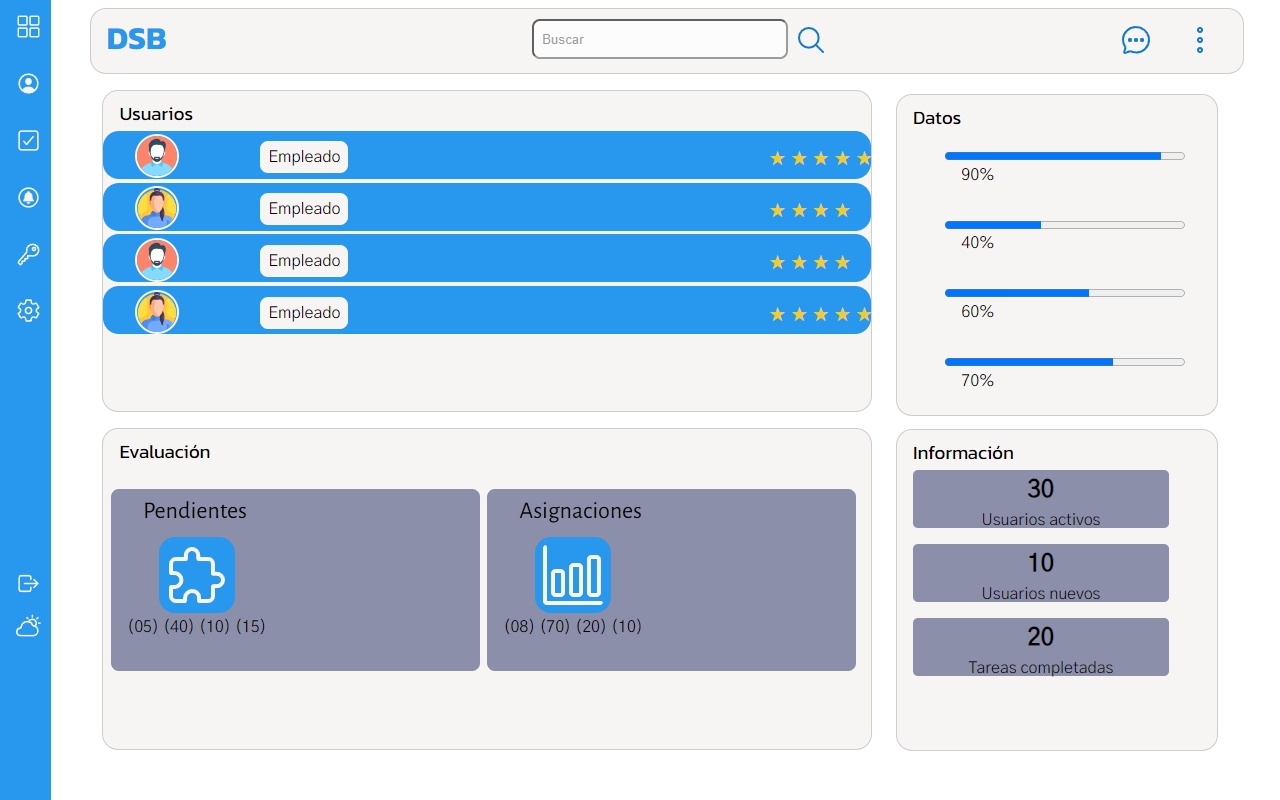 DSB
Buscar
Usuarios
Empleado
Empleado
Empleado
Empleado
Datos
90%
40%
60%
70%
Evaluación
Pendientes
(05) (40) (10) (15)
Asignaciones
(08) (70) (20) (10)
Información
30
Usuarios activos
10
Usuarios nuevos
20
Tareas completadas